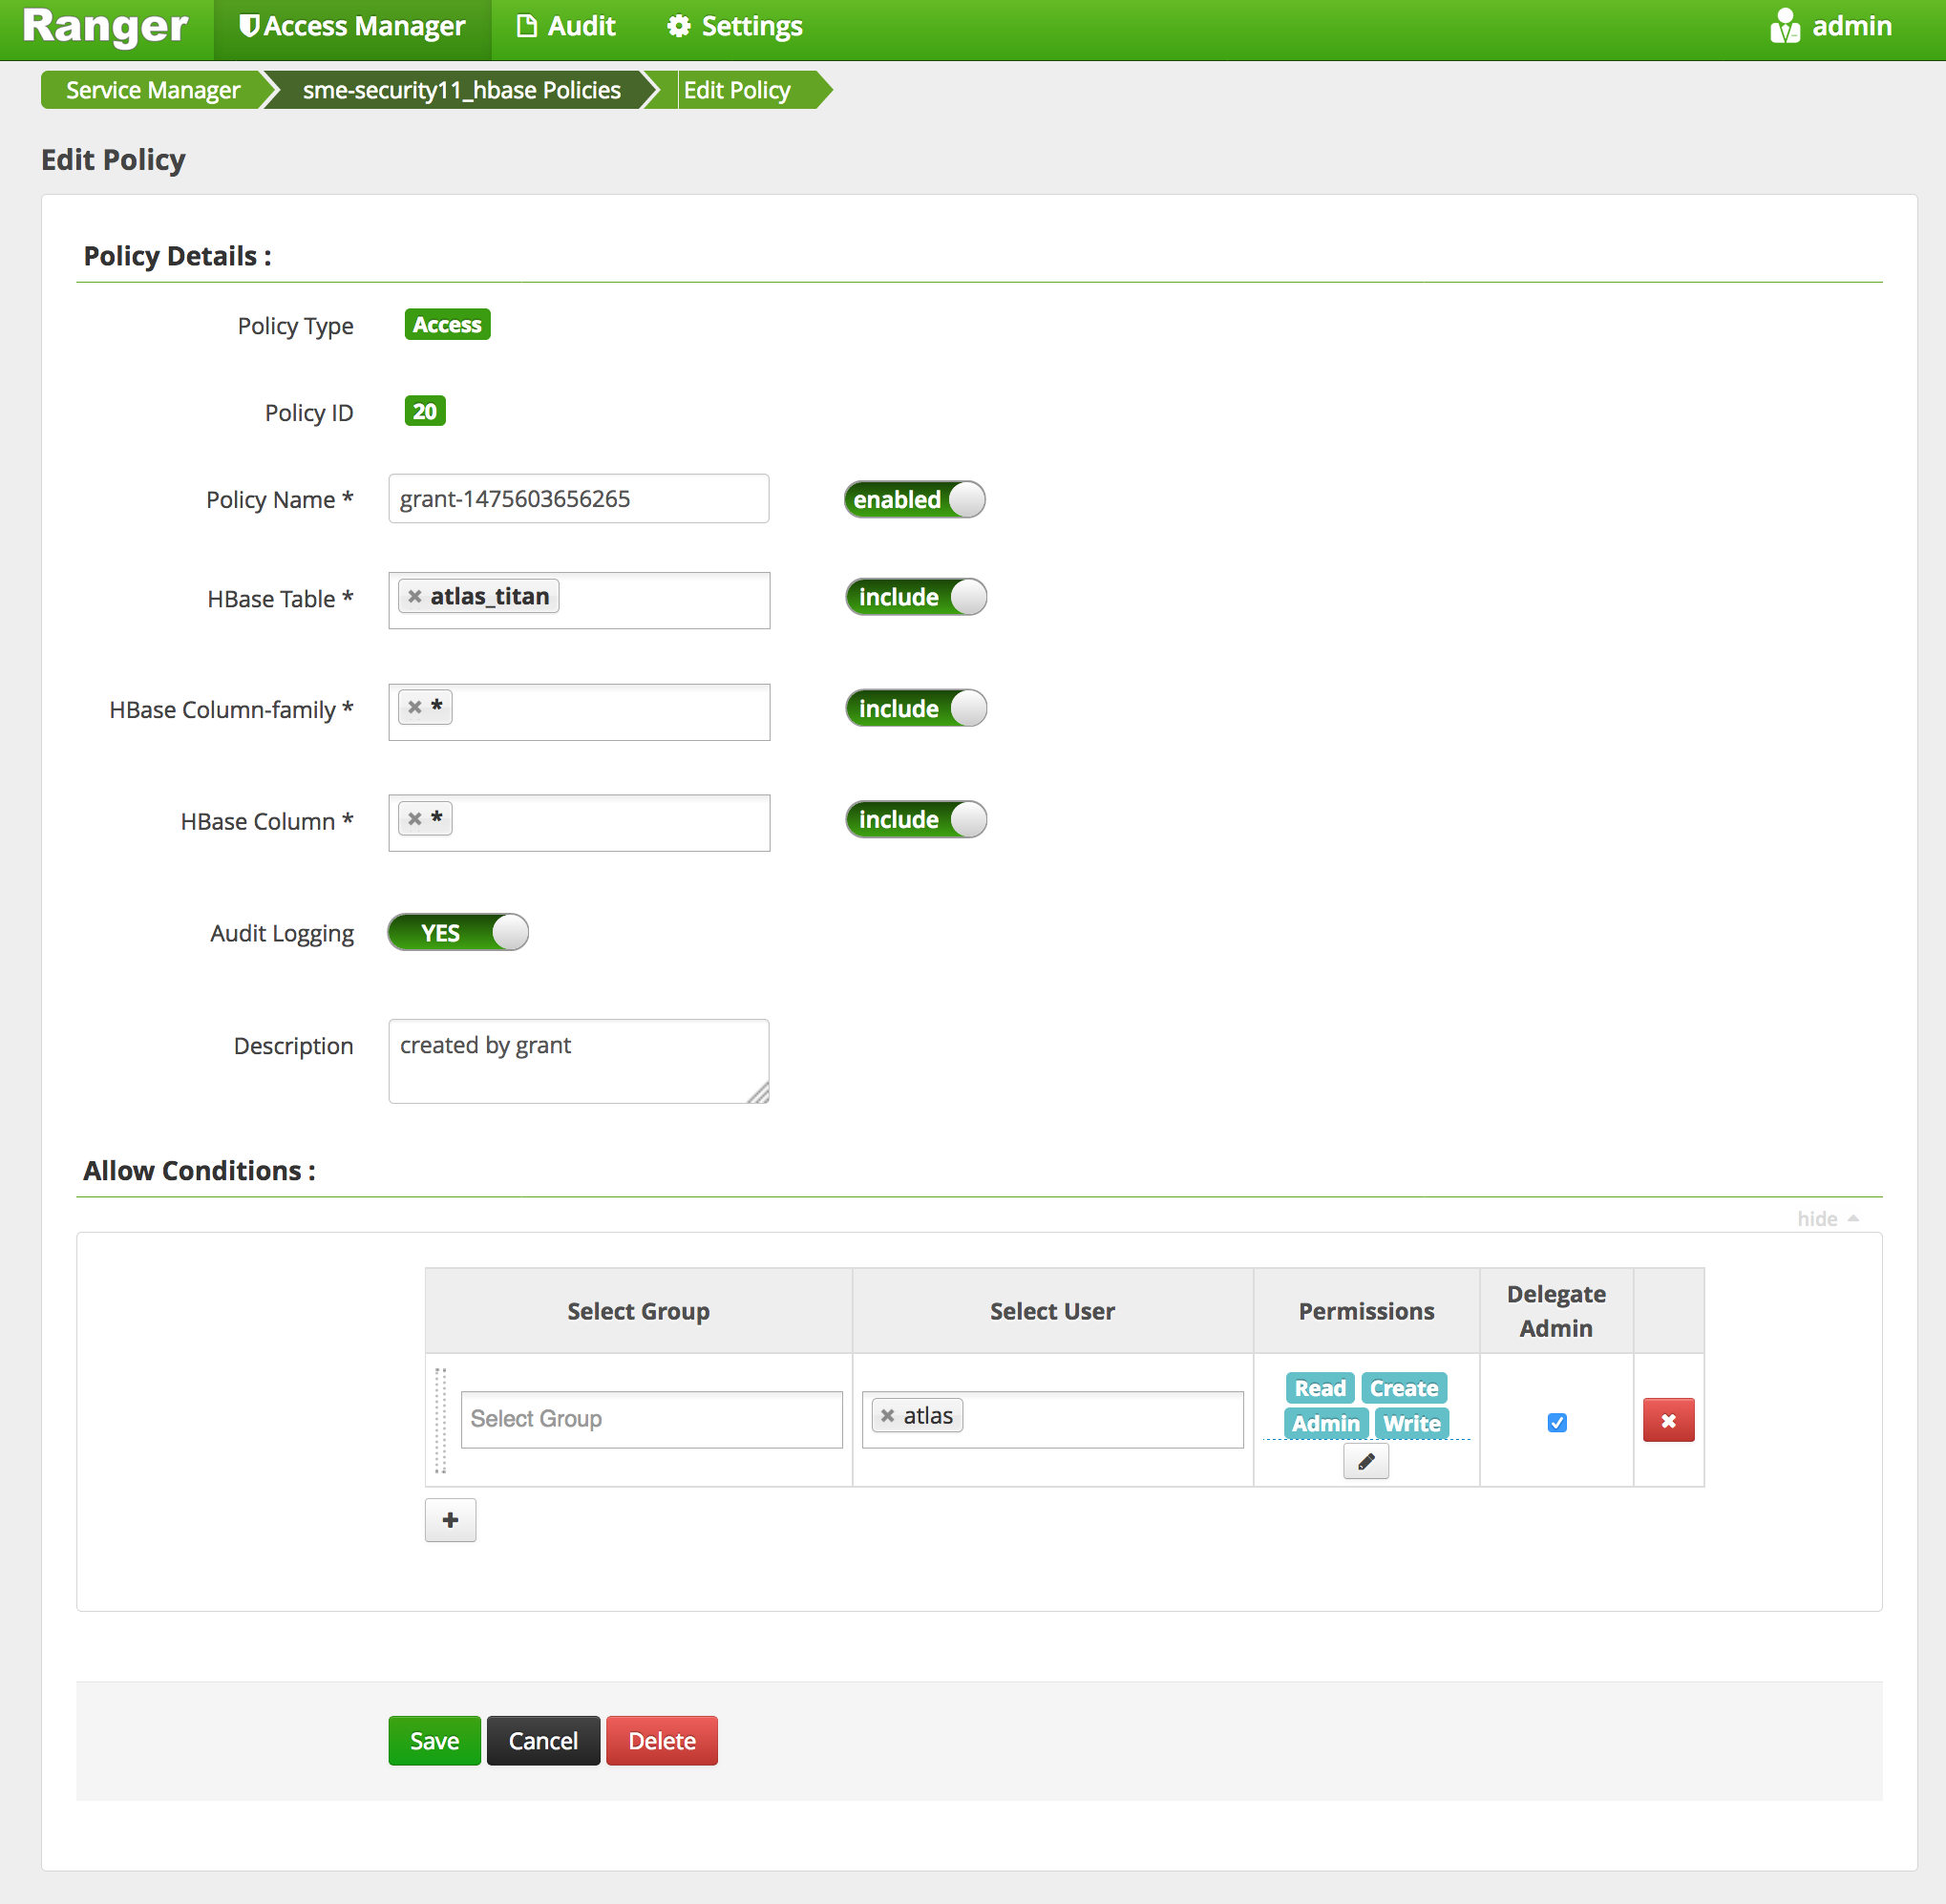 Ranger Access Manager Audit Settings admin
Service Manager sme-security11_hbase Policies Edit Policy
Edit Policy
Policy Details :
Policy Type Access
Policy ID 20
Policy Name * grant-1475603656265 enabled
HBase Table * × atlas_titan include
HBase Column-family * × * include
HBase Column * × * include
Audit Logging YES
Description created by grant
Allow Conditions :
hide
Select Group Select User Permissions Delegate Admin
Select Group × atlas Read Create
Admin Write
Save Cancel Delete